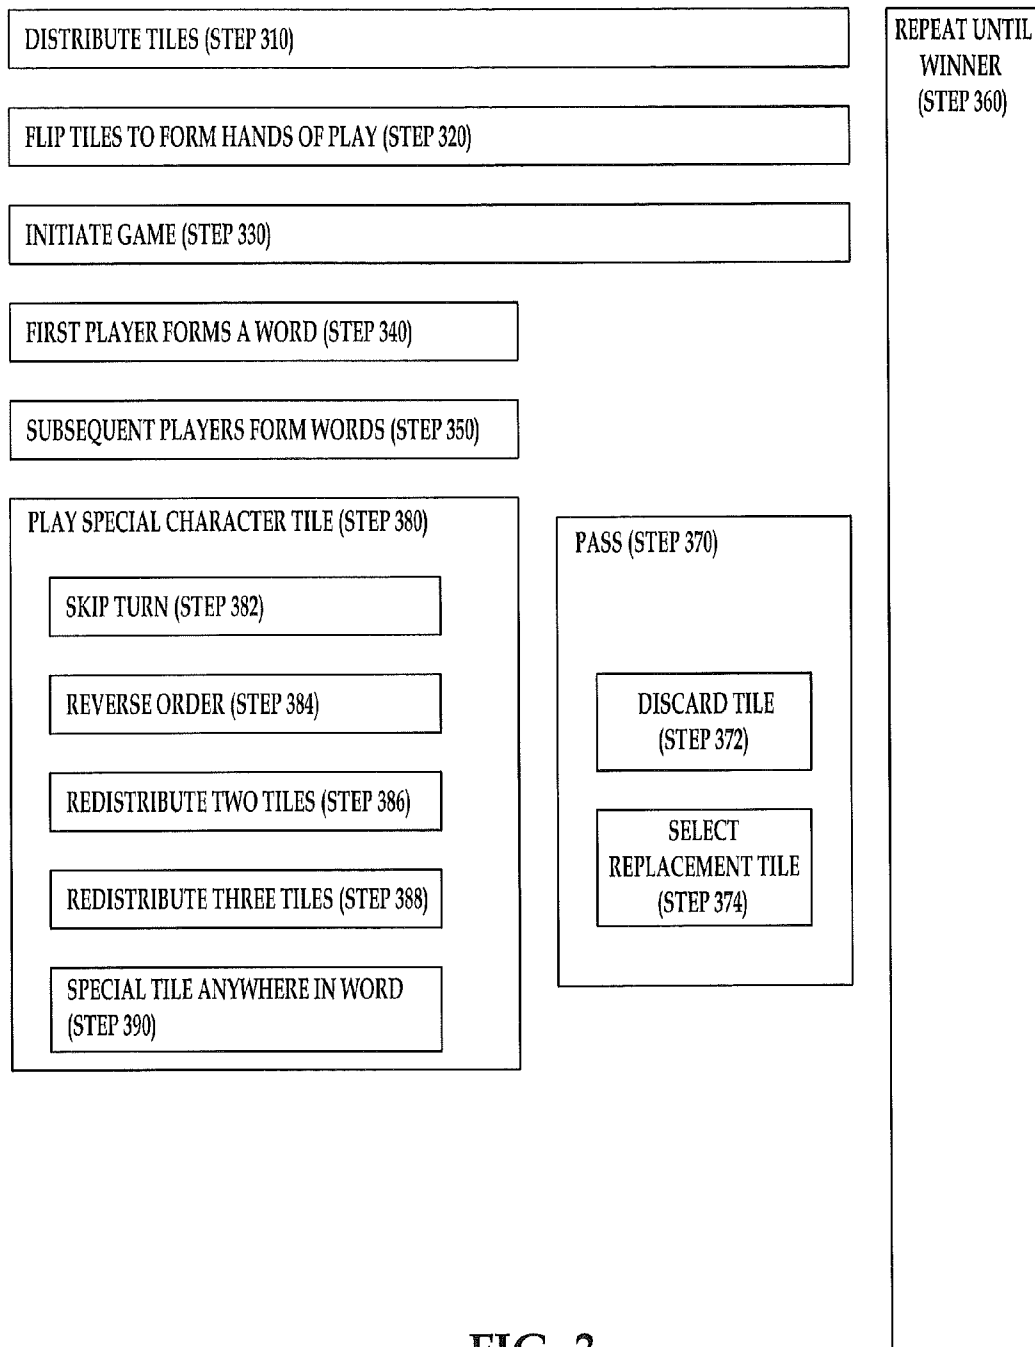 DISTRIBUTE TILES (STEP 310)
FLIP TILES TO FORM HANDS OF PLAY (STEP 320)
INITIATE GAME (STEP 330)
FIRST PLAYER FORMS A WORD (STEP 340)
SUBSEQUENT PLAYERS FORM WORDS (STEP 350)
PLAY SPECIAL CHARACTER TILE (STEP 380)
SKIP TURN (STEP 382)
REVERSE ORDER (STEP 384)
REDISTRIBUTE TWO TILES (STEP 386)
REDISTRIBUTE THREE TILES (STEP 388)
SPECIAL TILE ANYWHERE IN WORD
(STEP 390)
PASS (STEP 370)
DISCARD TILE
(STEP 372)
SELECT
REPLACEMENT TILE
(STEP 374)
REPEAT UNTIL
WINNER
(STEP 360)